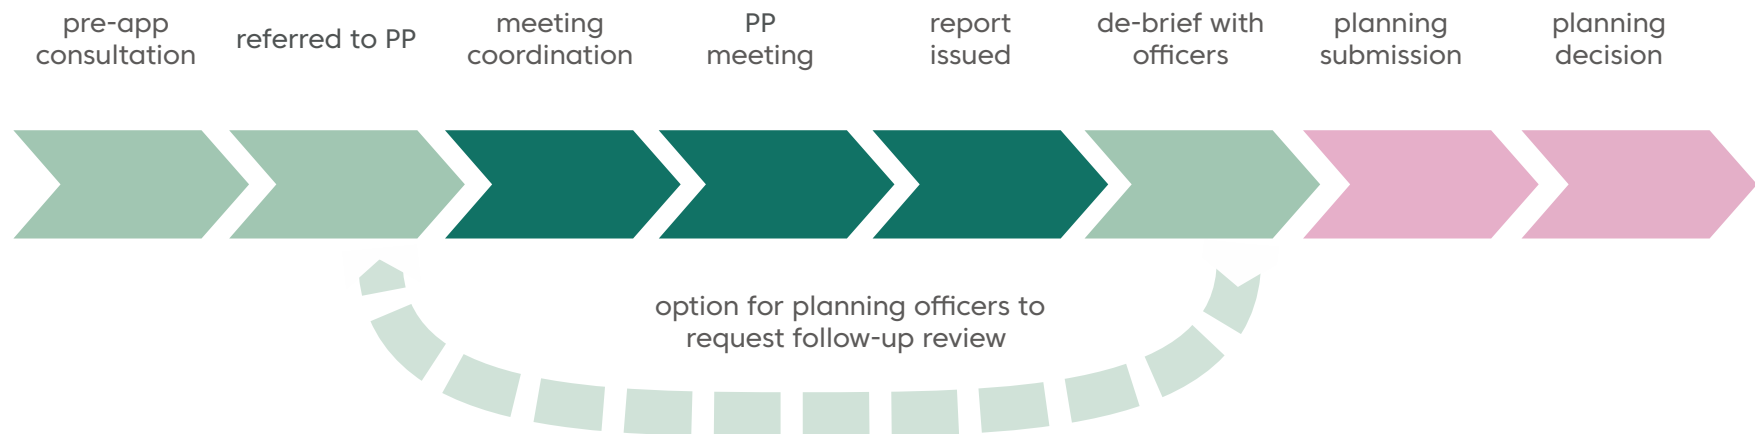 pre-app
consultation
referred to PP
meeting
coordination
PP
meeting
report
issued
de-brief with
officers
planning
submission
planning
decision
option for planning officers to
request follow-up review